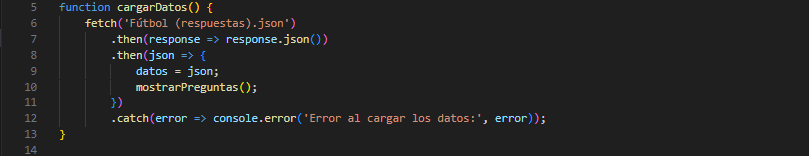 5 function cargarDatos() {
6 fetch('Fútbol (respuestas).json')
7 .then(response => response.json())
8 .then(json => {
9 datos = json;
10 mostrarPreguntas();
11 })
12 .catch(error => console.error('Error al cargar los datos:', error));
13 }
14